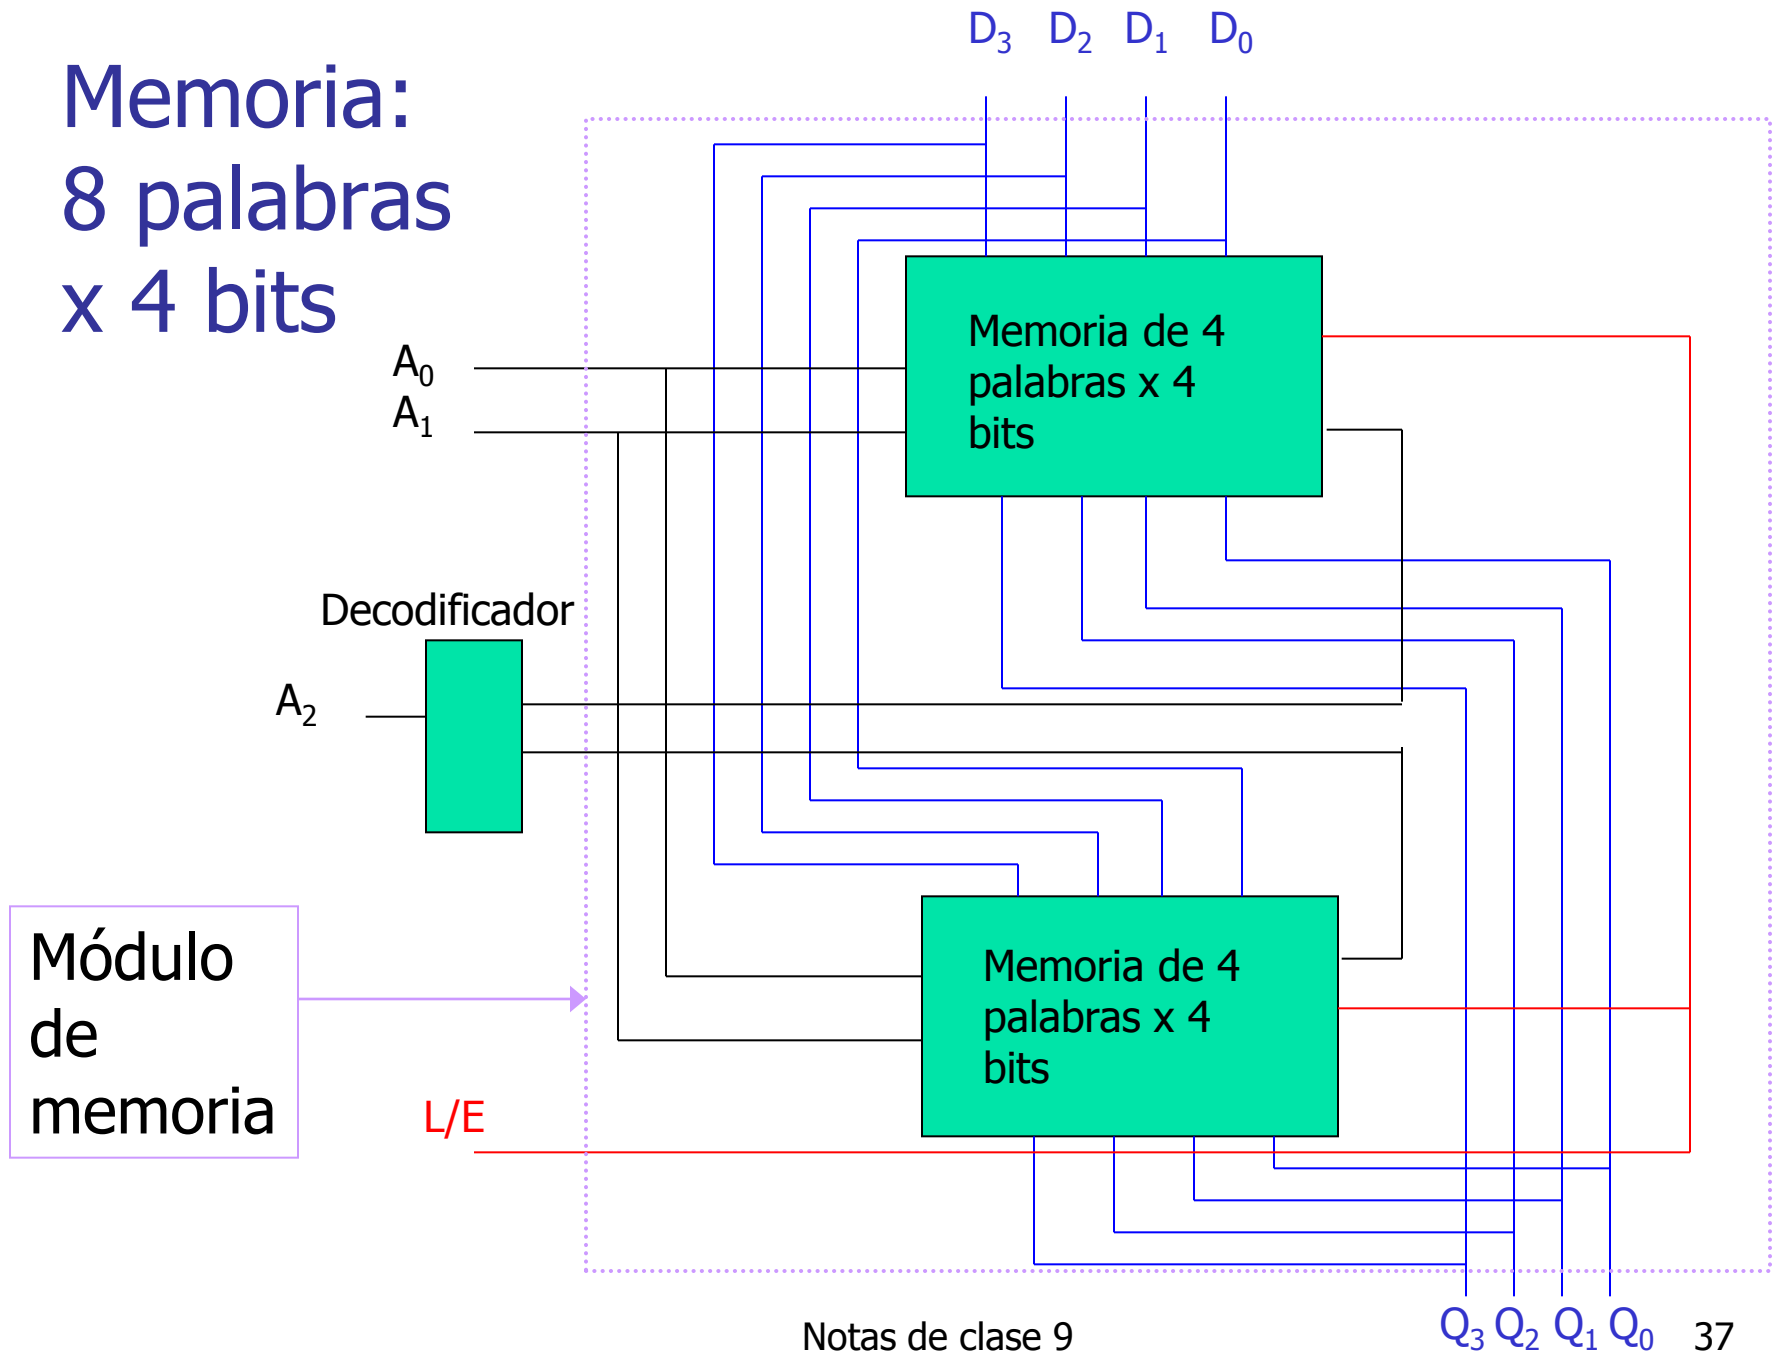 Memoria:
8 palabras
x 4 bits
D₃ D₂ D₁ D₀
Memoria de 4
palabras x 4
bits
A₀
A₁
Decodificador
A₂
Módulo
de
memoria
Memoria de 4
palabras x 4
bits
L/E
Q₃ Q₂ Q₁ Q₀
Notas de clase 9
37